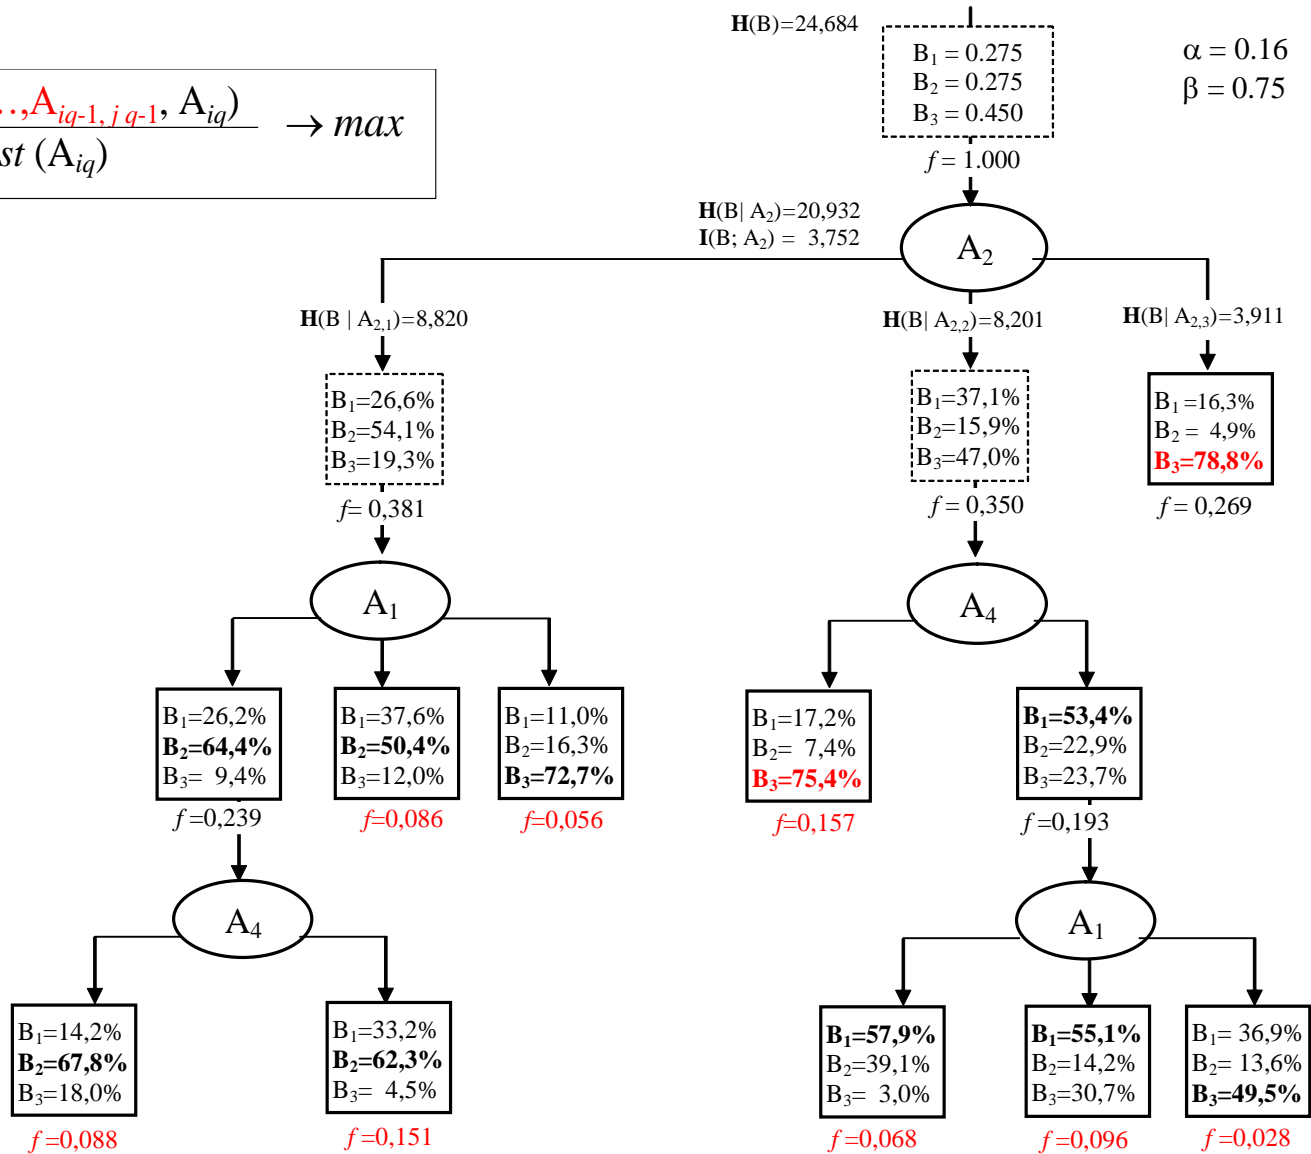 H(B)=24,684
B1 = 0.275
B2 = 0.275
B3 = 0.450
α = 0.16
β = 0.75
..,Aiq-1, j q-1, Aiq)
st (Aiq)
→ max
f = 1.000
H(B| A2)=20,932
I(B; A2) = 3,752
A2
H(B | A2,1)=8,820
H(B| A2,2)=8,201
H(B| A2,3)=3,911
B1=26,6%
B2=54,1%
B3=19,3%
f= 0,381
B1=37,1%
B2=15,9%
B3=47,0%
f = 0,350
B1 =16,3%
B2 = 4,9%
B3=78,8%
f = 0,269
A1
A4
B1=26,2%
B2=64,4%
B3= 9,4%
f =0,239
B1=37,6%
B2=50,4%
B3=12,0%
f=0,086
B1=11,0%
B2=16,3%
B3=72,7%
f=0,056
B1=17,2%
B2= 7,4%
B3=75,4%
f=0,157
B1=53,4%
B2=22,9%
B3=23,7%
f =0,193
A4
A1
B1=14,2%
B2=67,8%
B3=18,0%
f =0,088
B1=33,2%
B2=62,3%
B3= 4,5%
f =0,151
B1=57,9%
B2=39,1%
B3= 3,0%
f =0,068
B1=55,1%
B2=14,2%
B3=30,7%
f =0,096
B1= 36,9%
B2= 13,6%
B3=49,5%
f =0,028